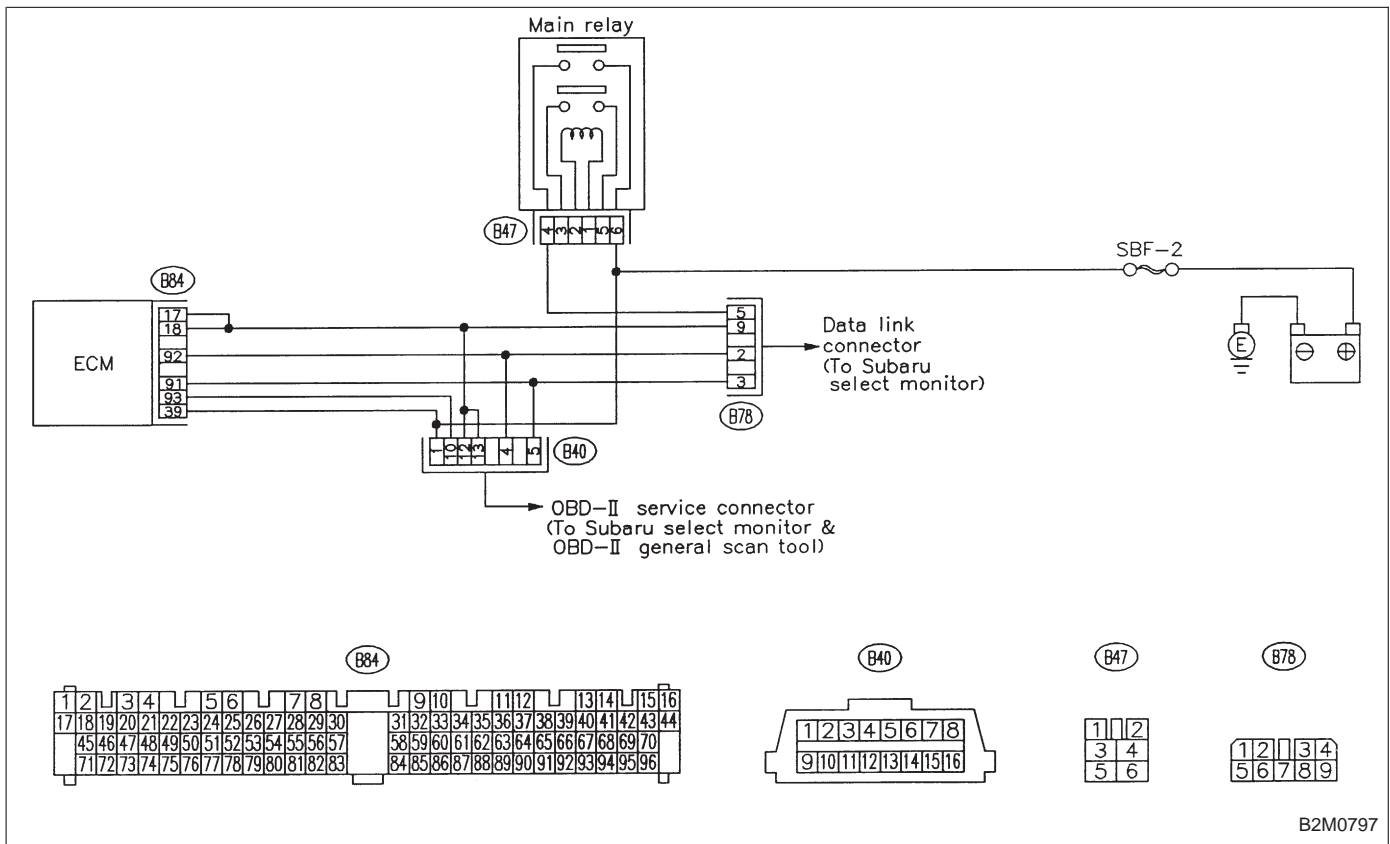 Main relay
B47
4 3 2 1 5 6
SBF-2
B84
17
18
92
91
93
39
ECM
5
9
2
3
Data link
connector
(To Subaru
select monitor)
E
⊖ ⊕
B78
1 10 12 13 4 5
B40
OBD-II service connector
(To Subaru select monitor &
OBD-II general scan tool)
B84
1 2 3 4 5 6 7 8 9 10 11 12 13 14 15 16
17 18 19 20 21 22 23 24 25 26 27 28 29 30 31 32 33 34 35 36 37 38 39 40 41 42 43 44
45 46 47 48 49 50 51 52 53 54 55 56 57 58 59 60 61 62 63 64 65 66 67 68 69 70
71 72 73 74 75 76 77 78 79 80 81 82 83 84 85 86 87 88 89 90 91 92 93 94 95 96
B40
1 2 3 4 5 6 7 8
9 10 11 12 13 14 15 16
B47
1 2
3 4
5 6
B78
1 2 3 4
5 6 7 8 9
B2M0797